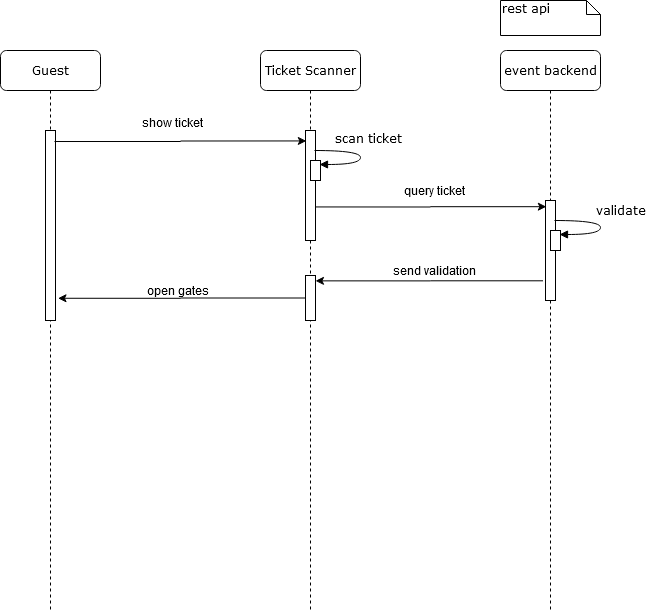 rest api
Guest
Ticket Scanner
event backend
show ticket
scan ticket
query ticket
validate
send validation
open gates